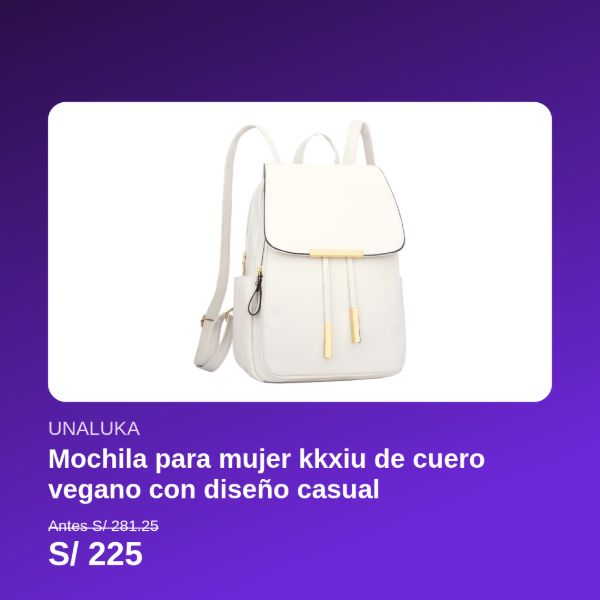 UNALUKA
Mochila para mujer kkxiu de cuero
vegano con diseño casual
Antes S/ 281.25
S/ 225